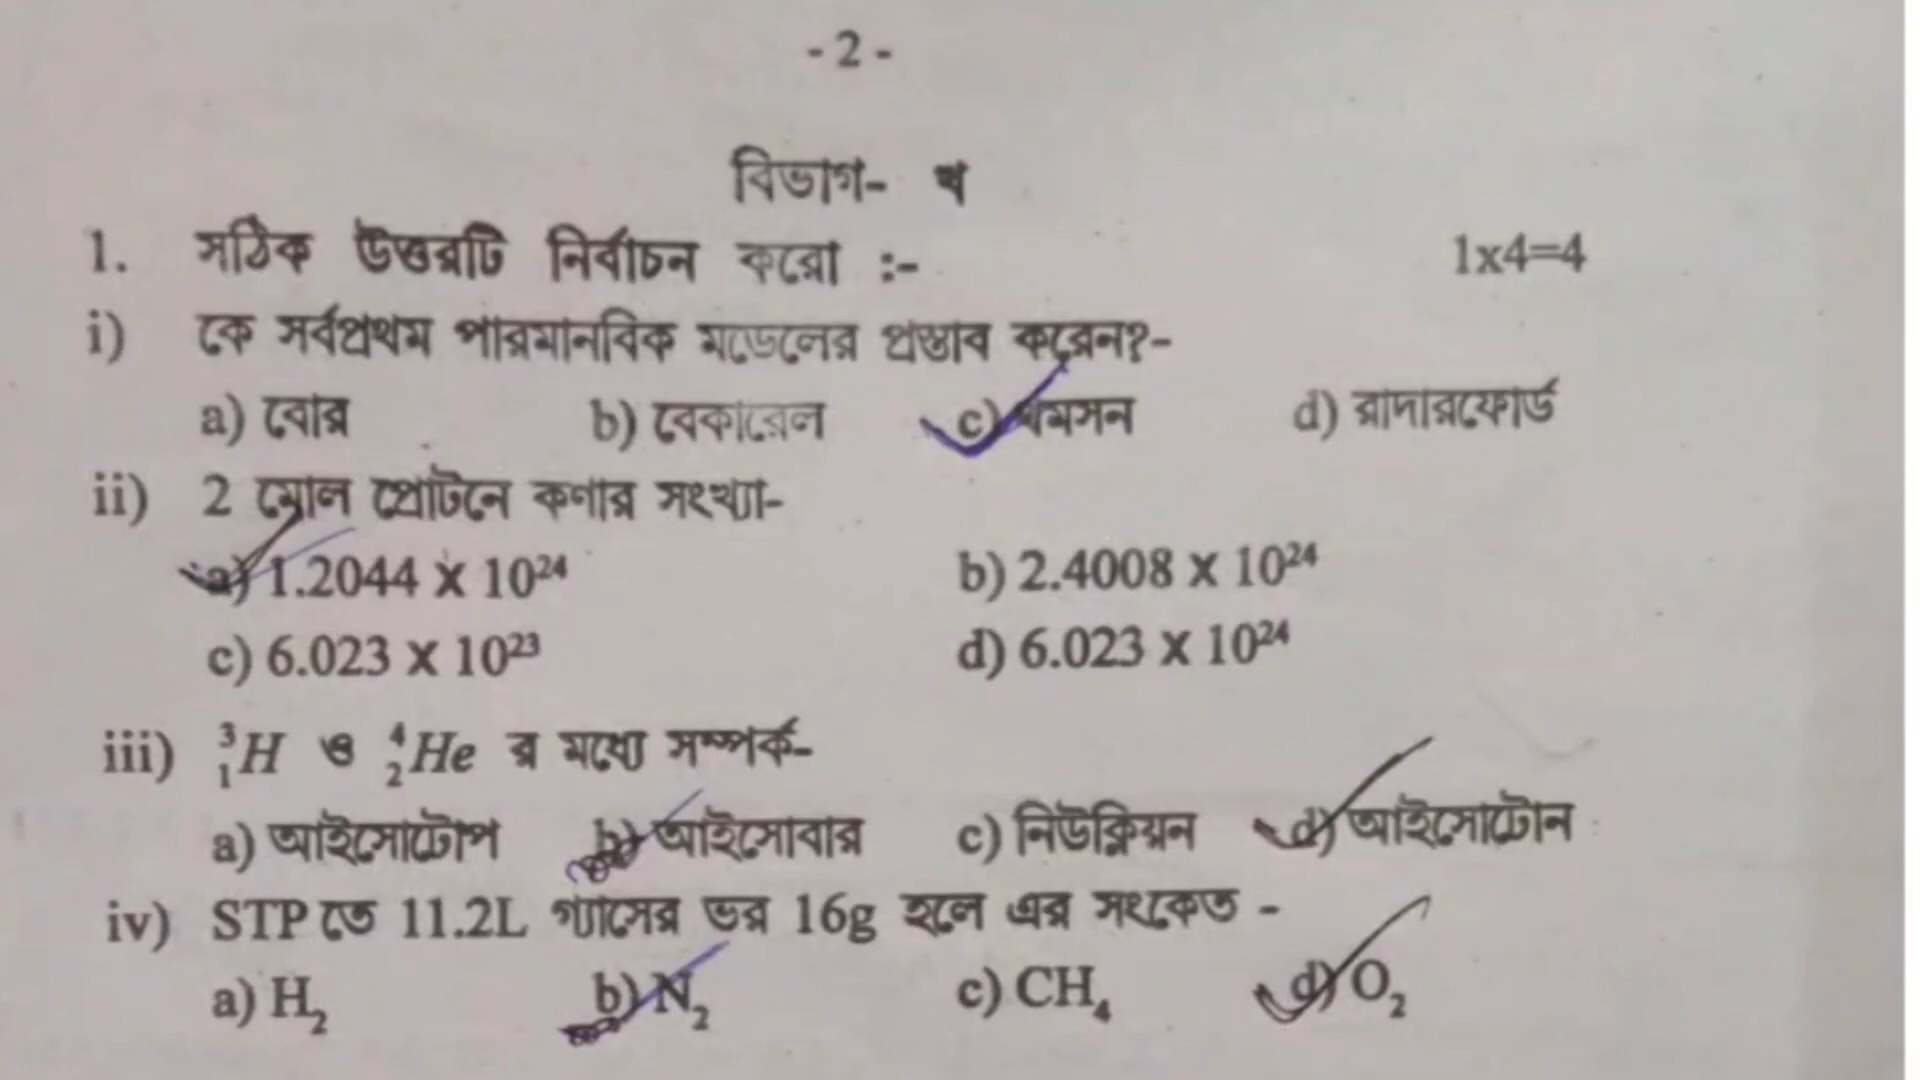 - 2 -
বিভাগ- খ
1. সঠিক উত্তরটি নির্বাচন করো :- 1x4=4
i) কে সর্বপ্রথম পারমানবিক মডেলের প্রস্তাব করেন?-
a) বোর b) বেকারেল c) থমসন d) রাদারফোর্ড
ii) 2 মোল প্রোটনে কণার সংখ্যা-
a) 1.2044 X 10²⁴ b) 2.4008 X 10²⁴
c) 6.023 X 10²³ d) 6.023 X 10²⁴
iii) ³₁H ও ⁴₂He র মধ্যে সম্পর্ক-
a) আইসোটোপ b) আইসোবার c) নিউক্লিয়ন d) আইসোটোন
iv) STP তে 11.2L গ্যাসের ভর 16g হলে এর সংকেত -
a) H₂ b) N₂ c) CH₄ d) O₂